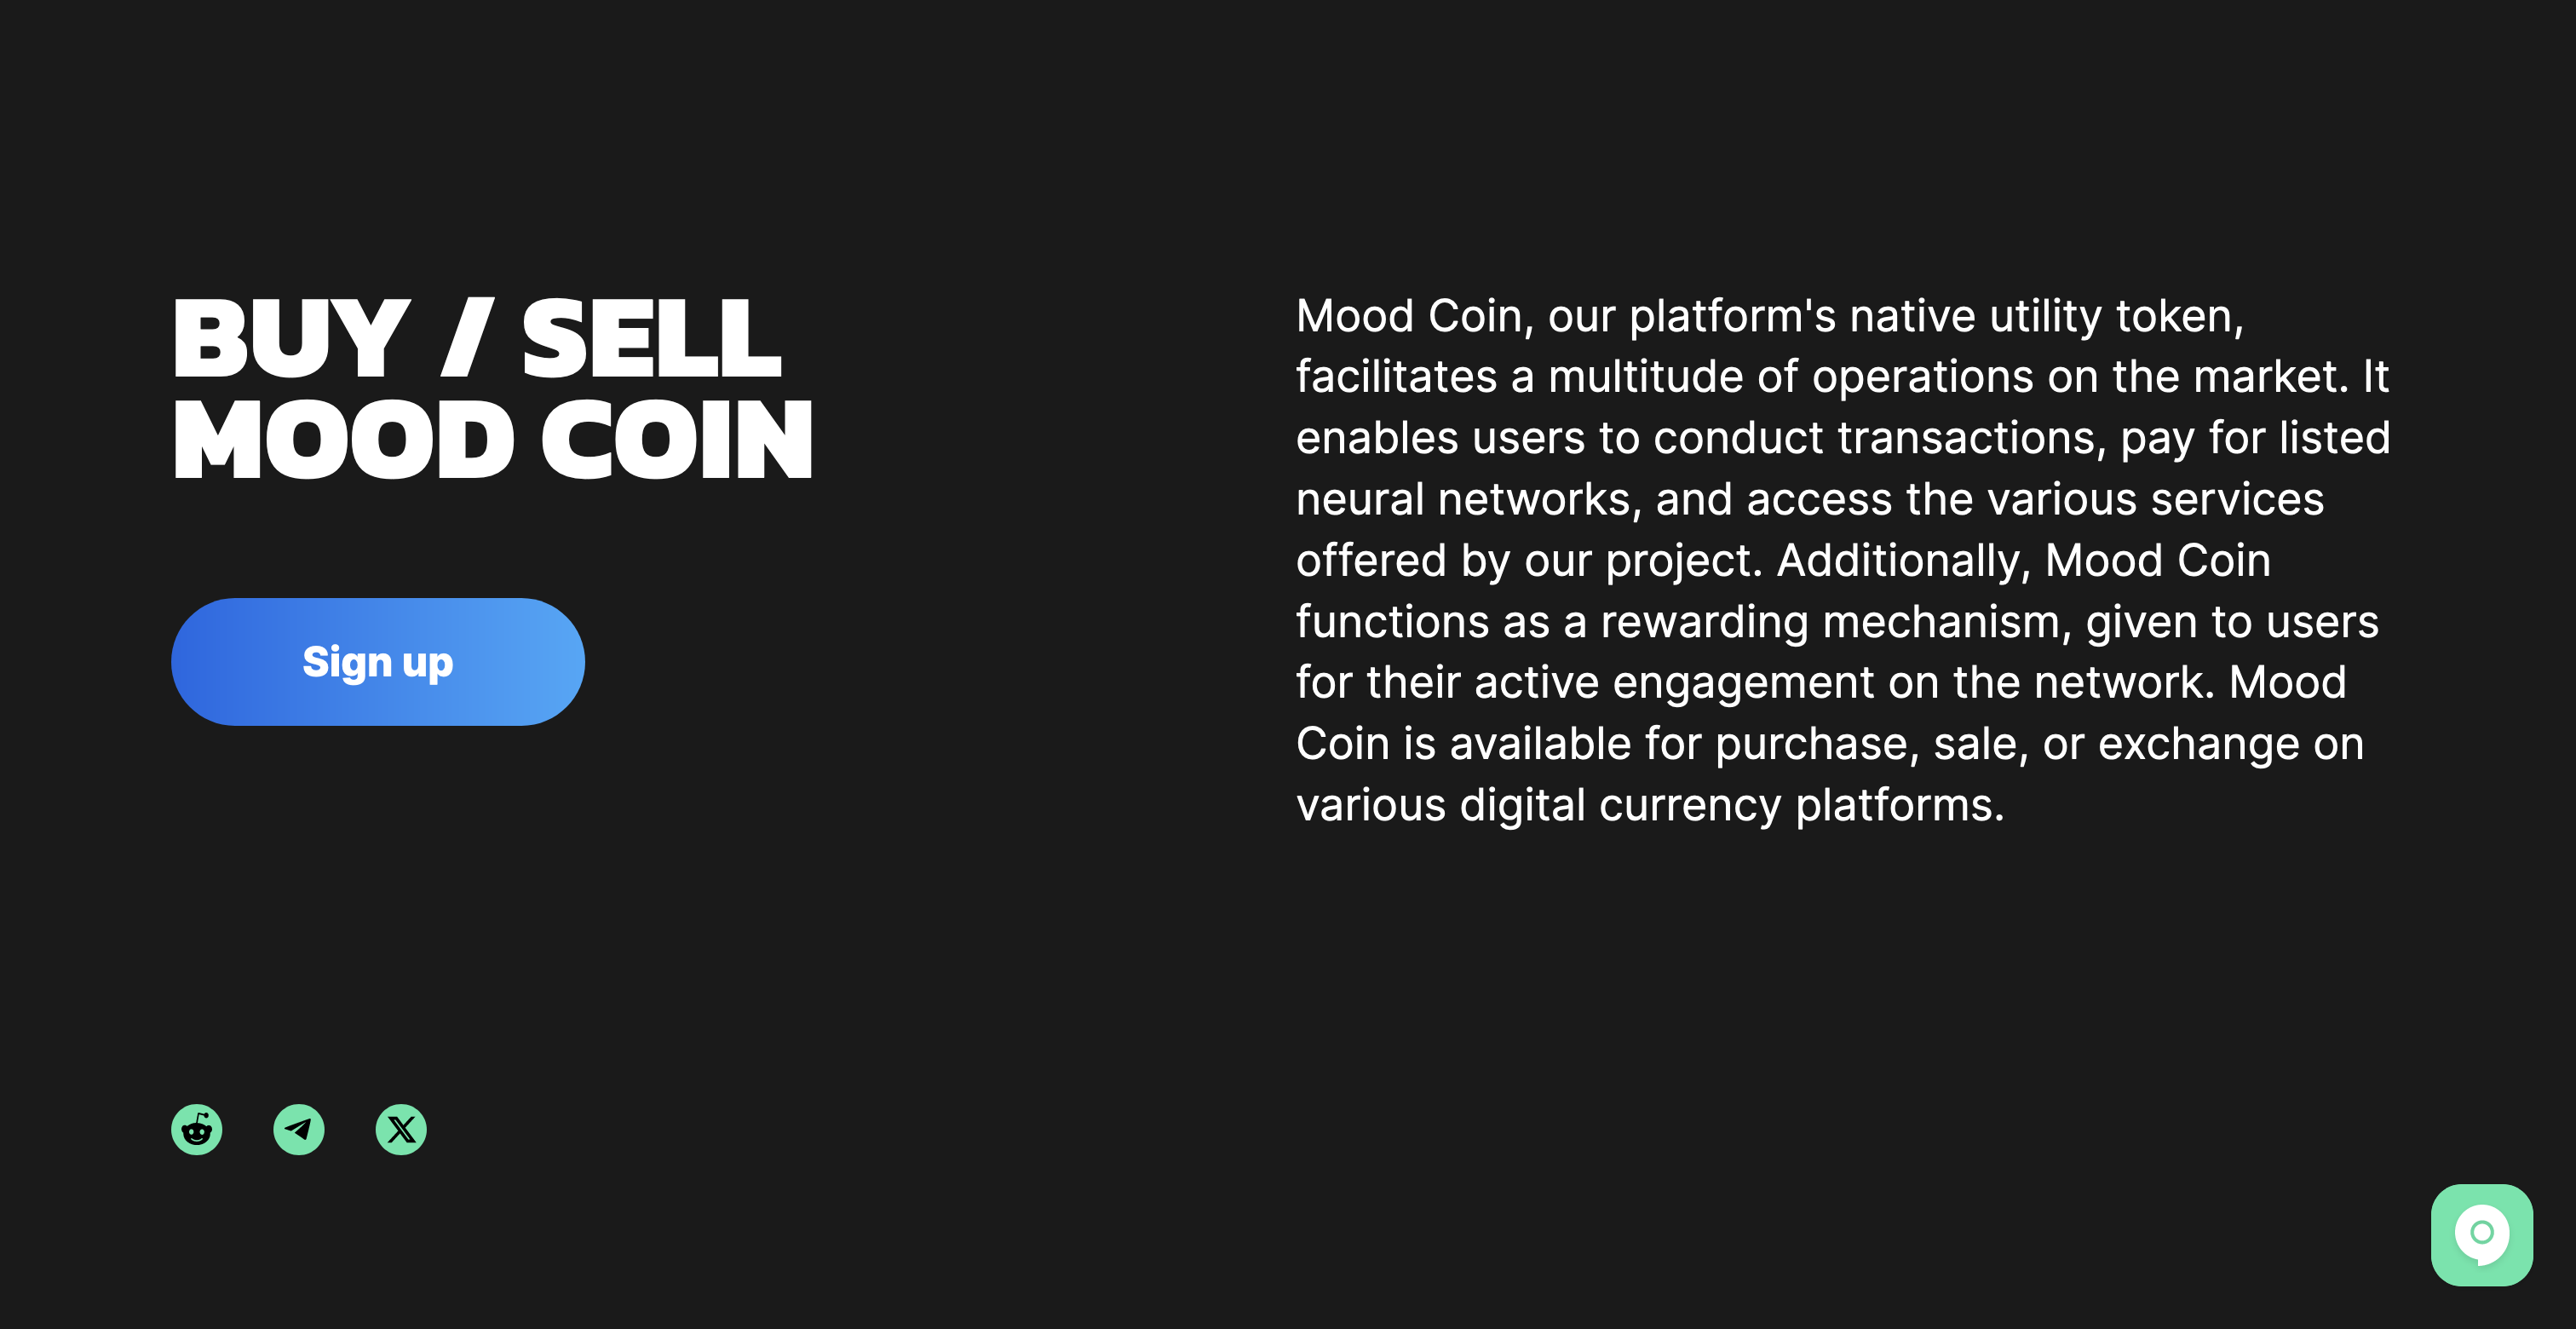 BUY / SELL
MOOD COIN
Sign up
Mood Coin, our platform's native utility token,
facilitates a multitude of operations on the market. It
enables users to conduct transactions, pay for listed
neural networks, and access the various services
offered by our project. Additionally, Mood Coin
functions as a rewarding mechanism, given to users
for their active engagement on the network. Mood
Coin is available for purchase, sale, or exchange on
various digital currency platforms.